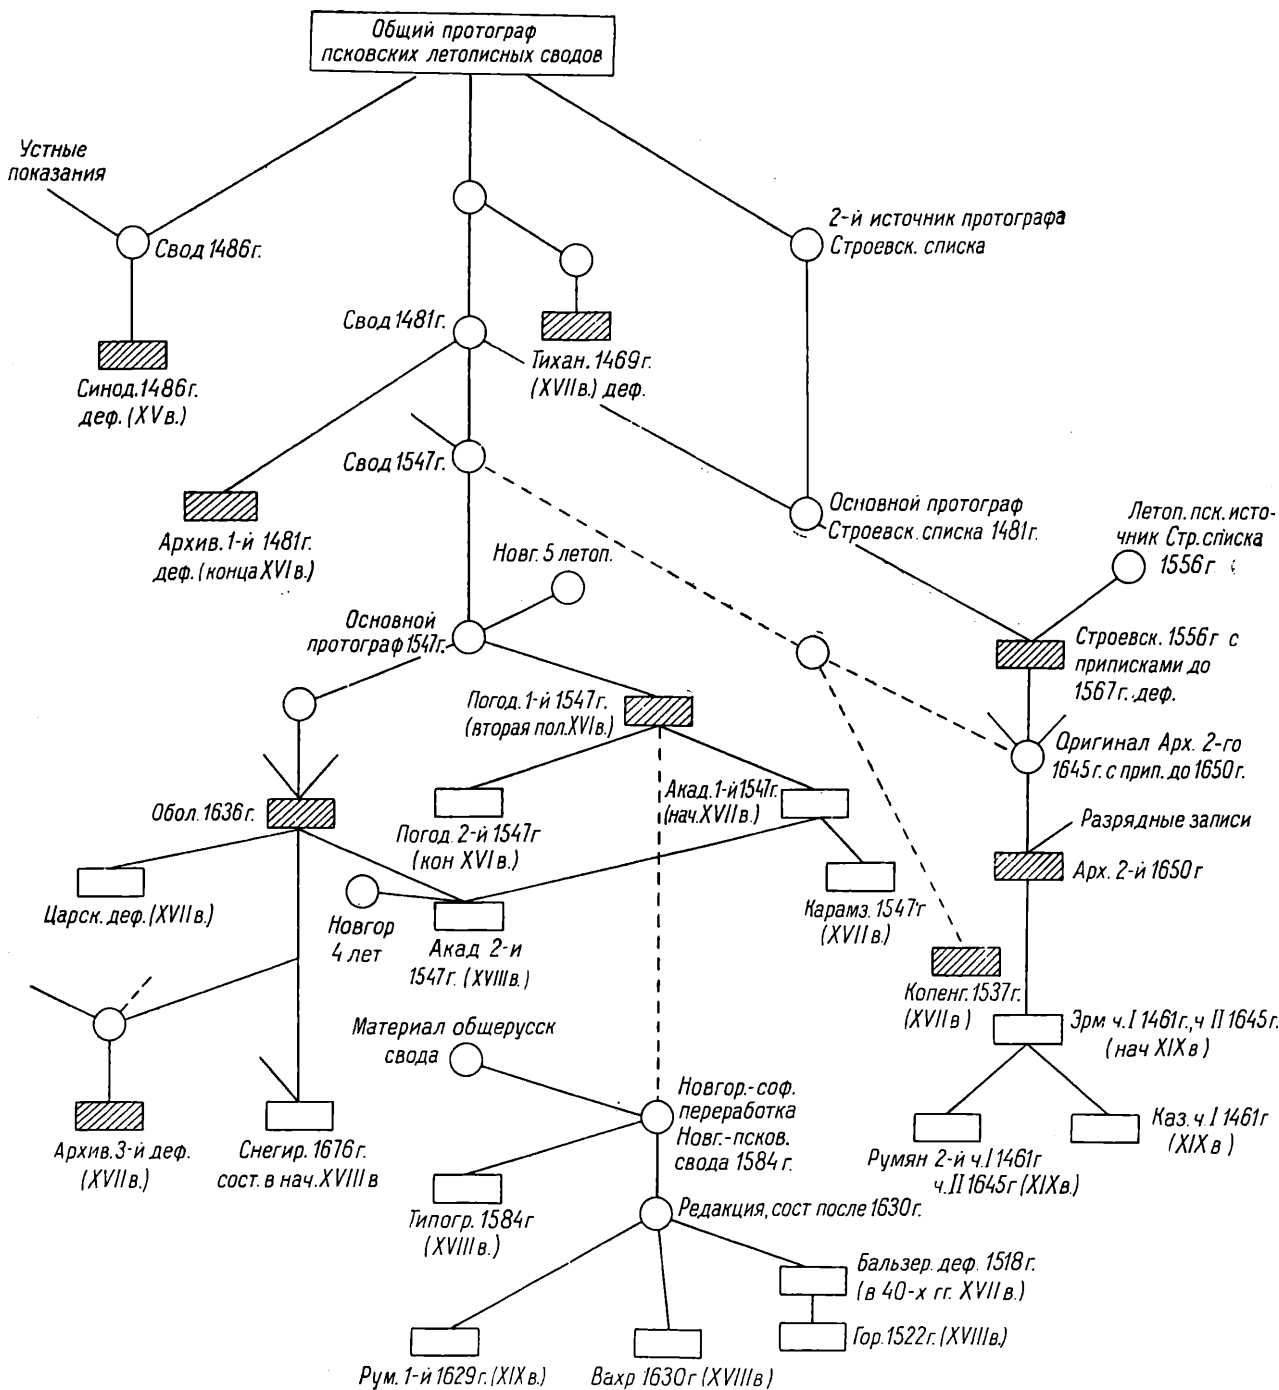 Общий протограф
псковских летописных сводов
Устные
показания
Свод 1486г.
2-й источник протографа
Строевск. списка
Свод 1481г.
Синод. 1486г.
деф. (XVв.)
Тихан. 1469г.
(XVIIв.) деф.
Свод 1547г.
Архив. 1-й 1481г.
деф. (конца XVIв.)
Основной протограф
Строевск. списка 1481г.
Летоп. пск. исто-
чник Стр. списка
1556г
Новг. 5 летоп.
Основной
протограф 1547г.
Строевск. 1556г с
приписками до
1567г. деф.
Погод. 1-й 1547г.
(вторая пол. XVIв.)
Оригинал Арх. 2-го
1645г. с прип. до 1650г.
Обол. 1636г.
Погод. 2-й 1547г
(кон XVIв.)
Акад. 1-й 1547г.
(нач. XVIIв.)
Разрядные записи
Арх. 2-й 1650г
Царск. деф. (XVIIв.)
Новгор
4 лет
Акад 2-и
1547г. (XVIIIв.)
Карамз. 1547г
(XVIIв.)
Копенг. 1537г.
(XVIIв)
Эрм ч. I 1461г., ч II 1645г.
(нач XIXв)
Материал общерусск
свода
Новгор.-соф.
переработка
Новг.-псков.
свода 1584г.
Архив. 3-й деф.
(XVIIв.)
Снегир. 1676г.
сост. в нач. XVIIIв
Румян 2-й ч. I 1461г
ч. II 1645г (XIXв.)
Каз. ч. I 1461г
(XIXв)
Типогр. 1584г
(XVIIIв.)
Редакция, сост после 1630г.
Бальзер. деф. 1518г.
(в 40-х гг. XVIIв.)
Гор. 1522г. (XVIIIв.)
Рум. 1-й 1629г. (XIXв.)
Вахр 1630г (XVIIIв)